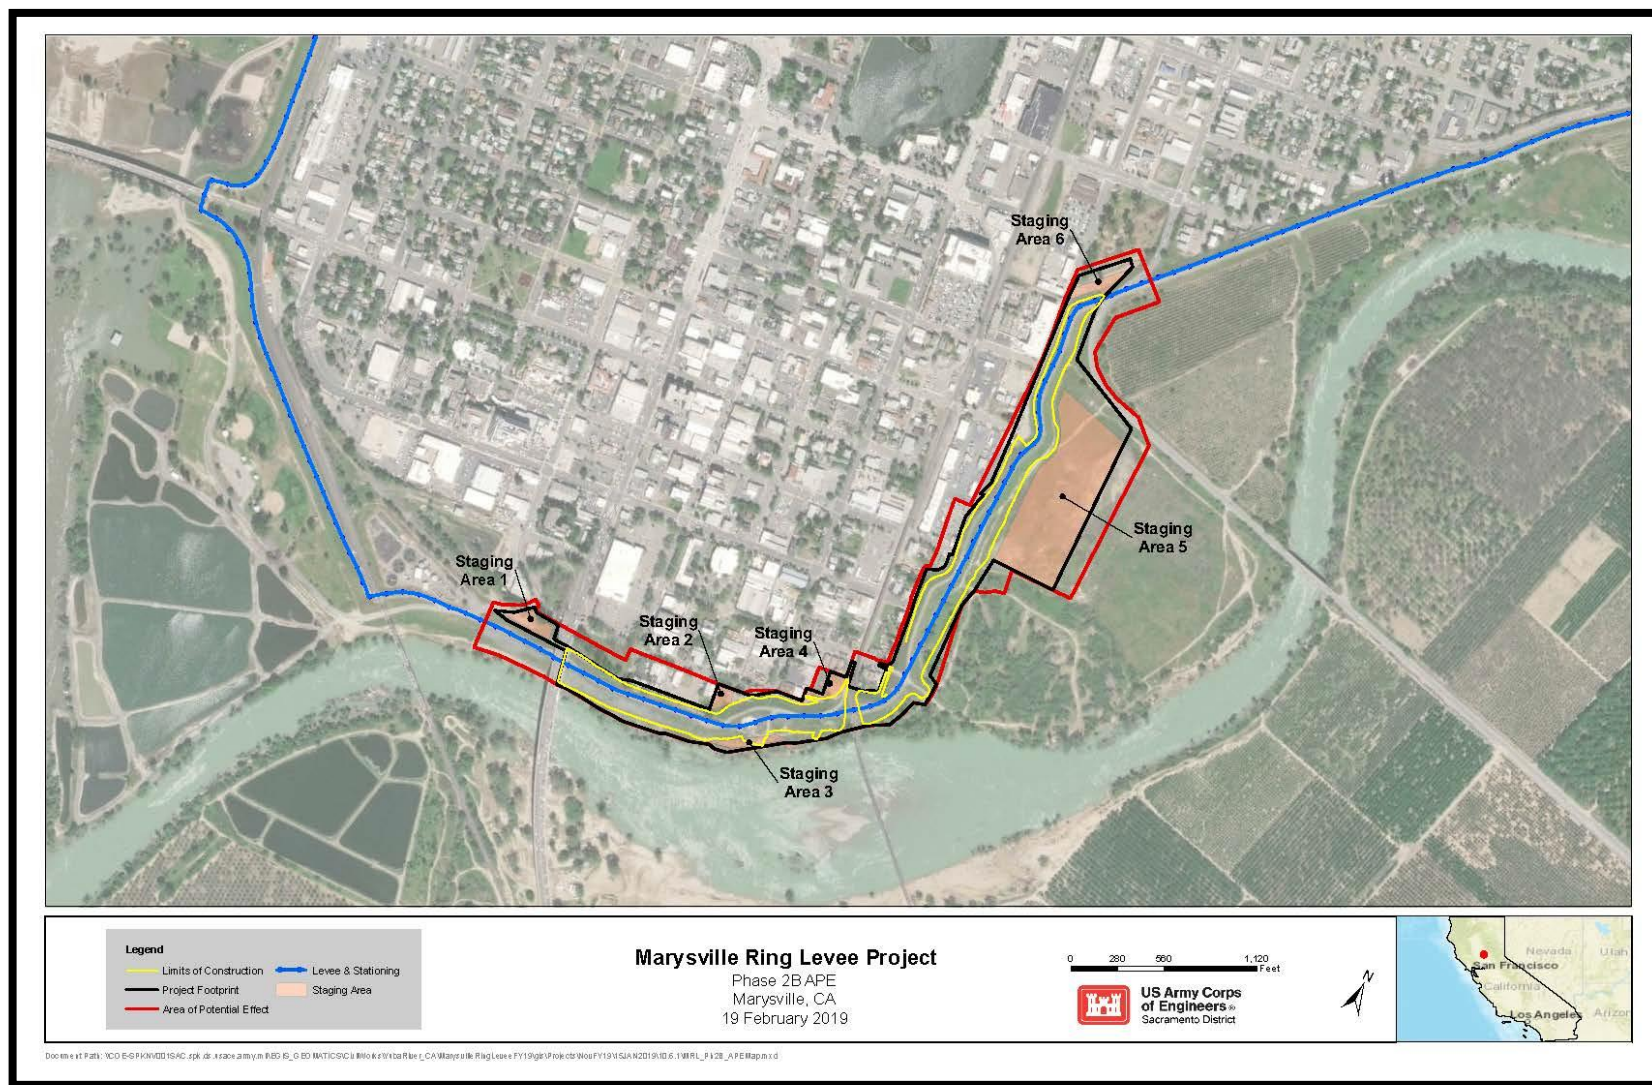 Staging
Area 6
Staging
Area 5
Staging
Area 1
Staging
Area 2
Staging
Area 4
Staging
Area 3
Legend
Limits of Construction
Levee & Stationing
Project Footprint
Staging Area
Area of Potential Effect
Marysville Ring Levee Project
Phase 2B APE
Marysville, CA
19 February 2019
0 280 560 1,120
Feet
N
US Army Corps
of Engineers®
Sacramento District
Nevada Utah
San Francisco
California
Los Angeles Arizon
Document Path: